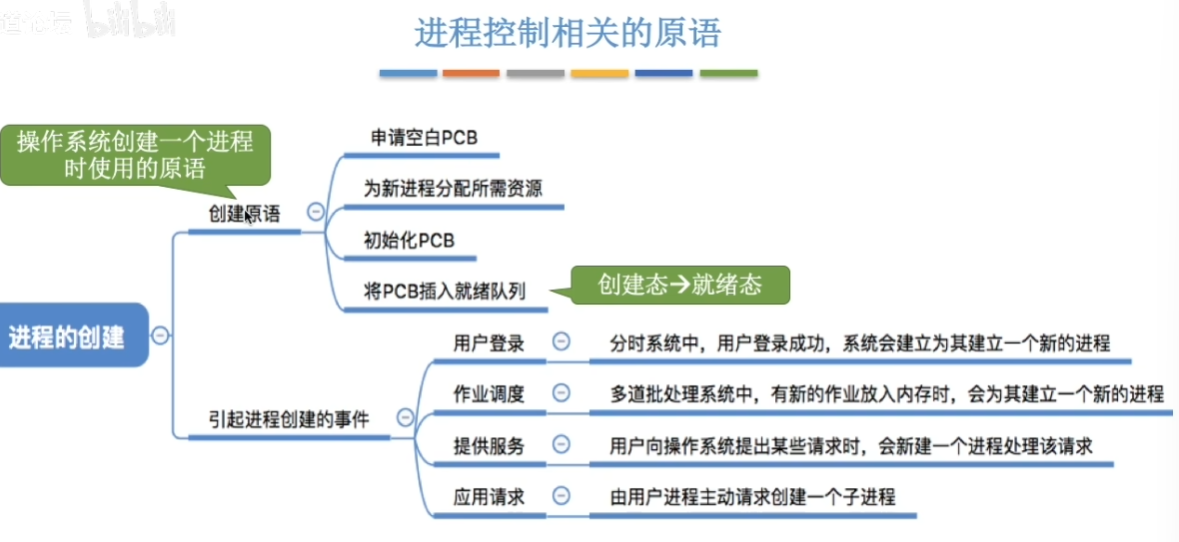 进程控制相关的原语
操作系统创建一个进程
时使用的原语
申请空白PCB
为新进程分配所需资源
创建原语
初始化PCB
将PCB插入就绪队列
创建态→就绪态
进程的创建
用户登录
分时系统中，用户登录成功，系统会建立为其建立一个新的进程
作业调度
多道批处理系统中，有新的作业放入内存时，会为其建立一个新的进程
引起进程创建的事件
提供服务
用户向操作系统提出某些请求时，会新建一个进程处理该请求
应用请求
由用户进程主动请求创建一个子进程